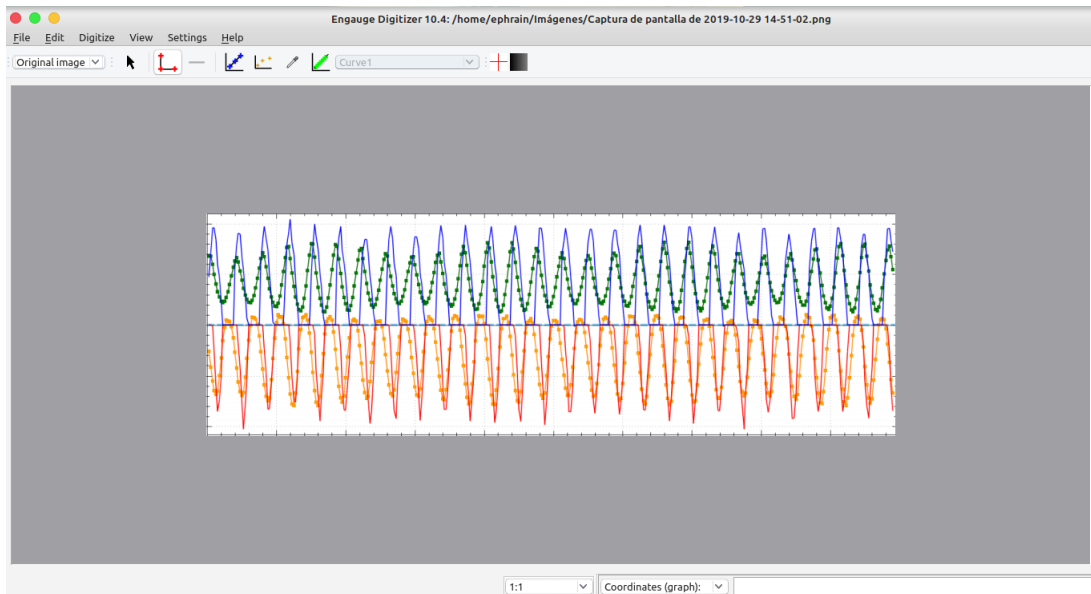 Engauge Digitizer 10.4: /home/ephrain/Imágenes/Captura de pantalla de 2019-10-29 14-51-02.png
File Edit Digitize View Settings Help
Original image Curve1
1:1 Coordinates (graph):